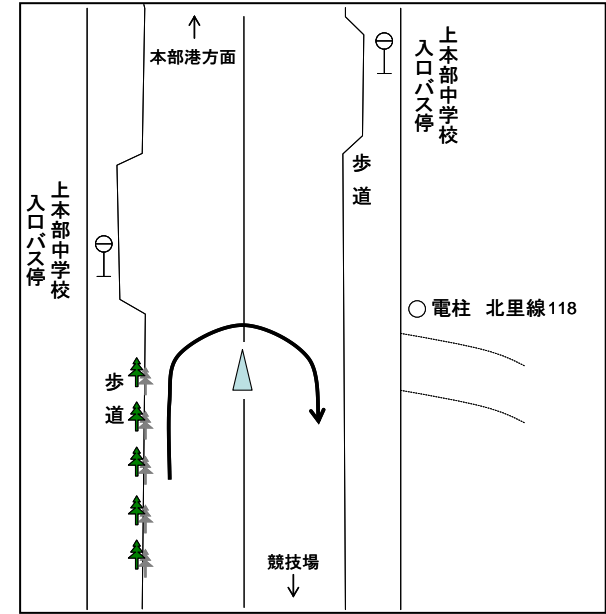 本部港方面
上本部中学校
入口バス停
歩道
上本部中学校
入口バス停
電柱 北里線118
歩道
競技場